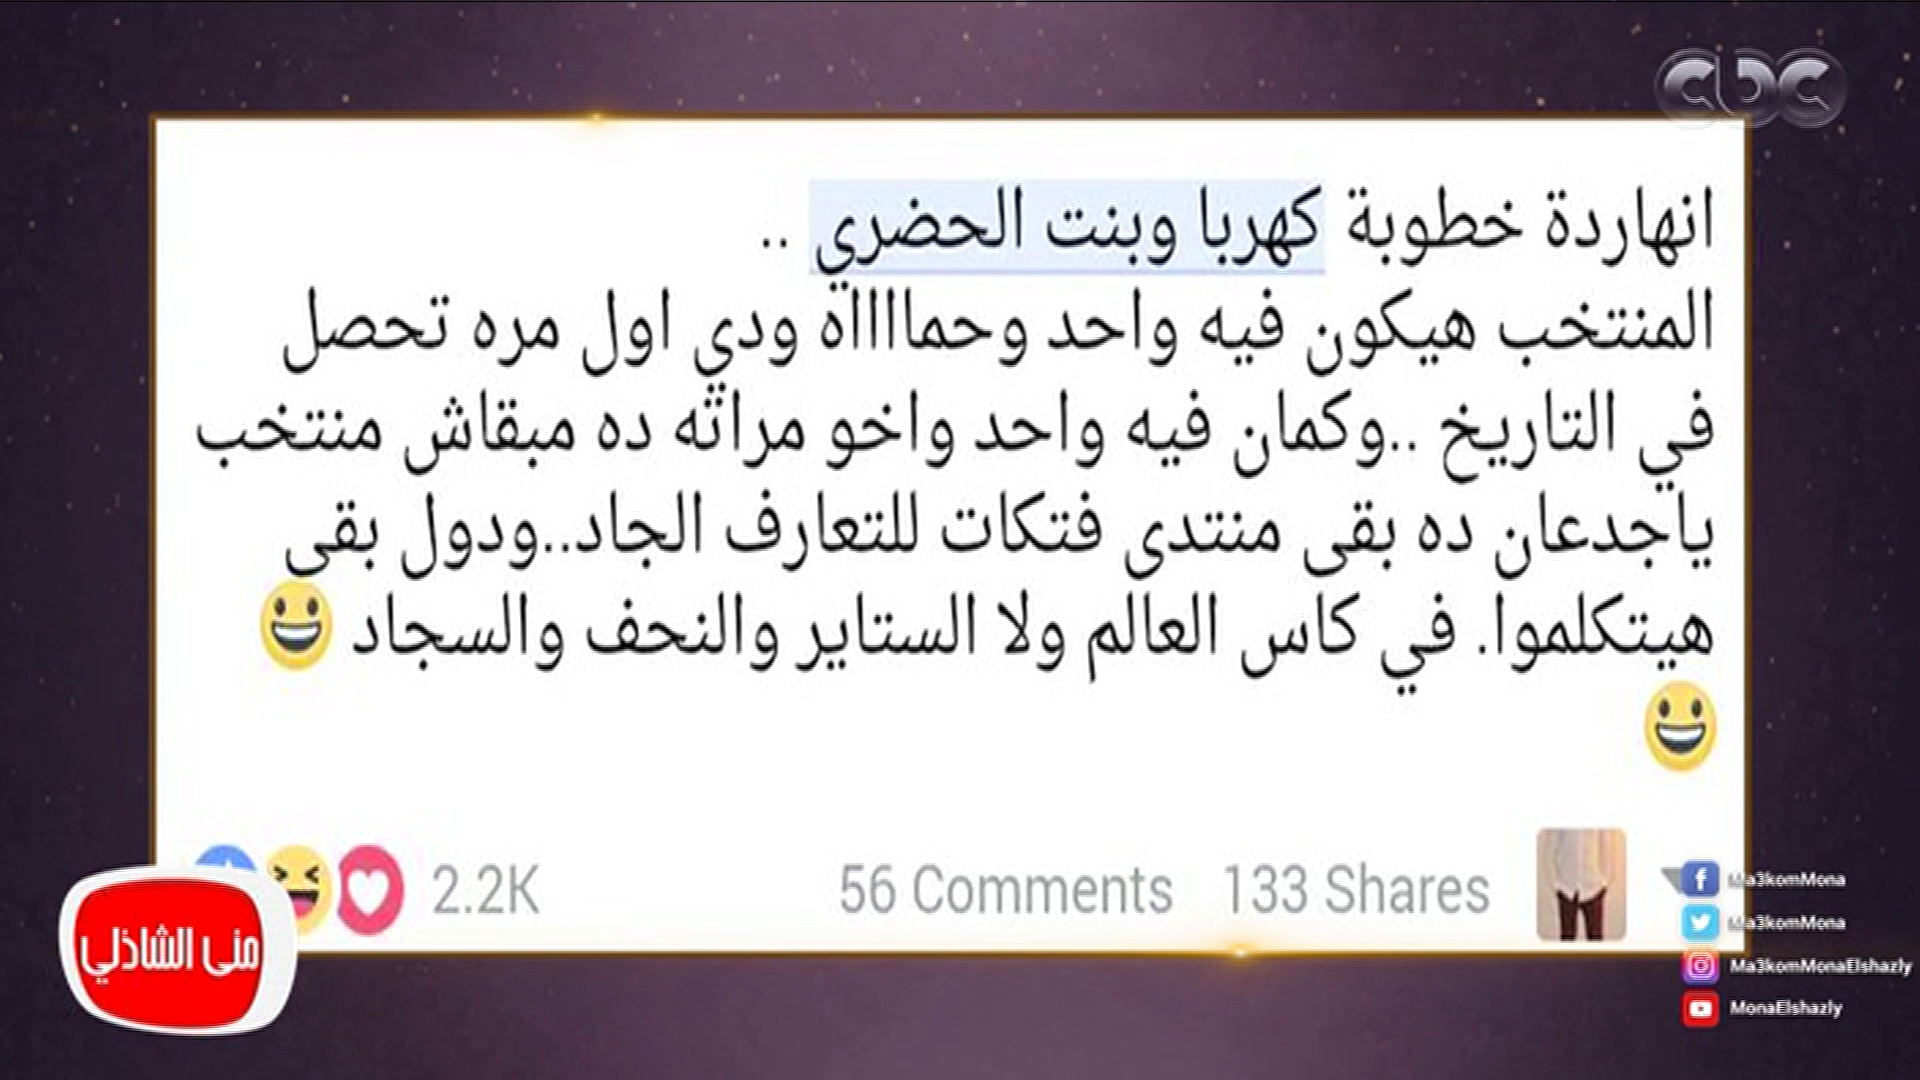 cbc
انهاردة خطوبة كهربا وبنت الحضري ..
المنتخب هيكون فيه واحد وحمااااه ودي اول مره تحصل
في التاريخ ..وكمان فيه واحد واخو مراته ده مبقاش منتخب
ياجدعان ده بقى منتدى فتكات للتعارف الجاد..ودول بقى
هيتكلموا. في كاس العالم ولا الستاير والنحف والسجاد 😀
😀
2.2K 56 Comments 133 Shares
منى الشاذلي
Ma3komMona
Ma3komMona
Ma3komMonaElshazly
MonaElshazly